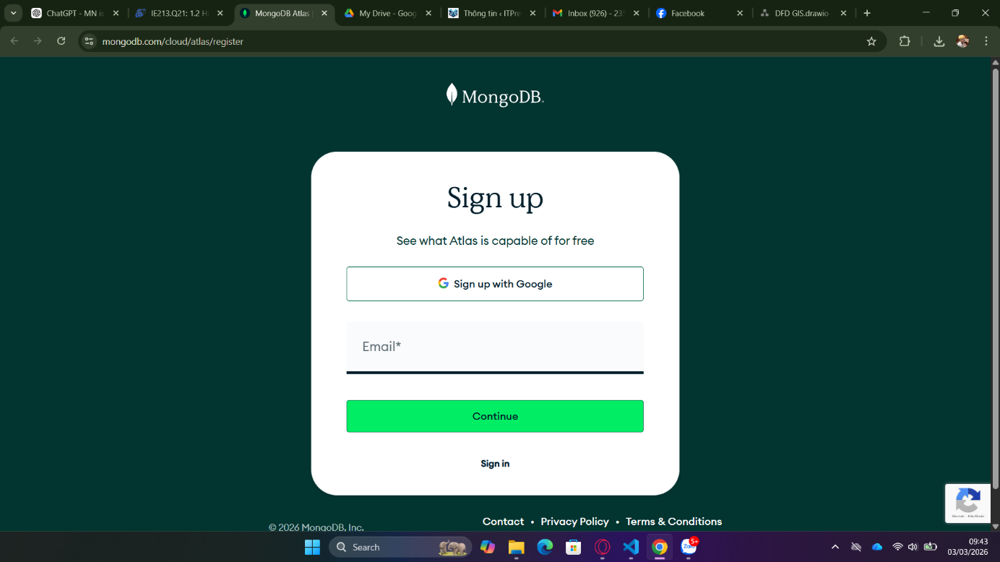 ChatGPT - MN is
IE213.Q21: 1.2 H
MongoDB Atlas
My Drive - Goog
Thông tin ‹ ITPre
Inbox (926) - 235
Facebook
DFD GIS.drawio
mongodb.com/cloud/atlas/register
MongoDB.
Sign up
See what Atlas is capable of for free
Sign up with Google
Email*
Continue
Sign in
Contact • Privacy Policy • Terms & Conditions
© 2026 MongoDB, Inc.
Search
Zalo
5+
09:43
03/03/2026